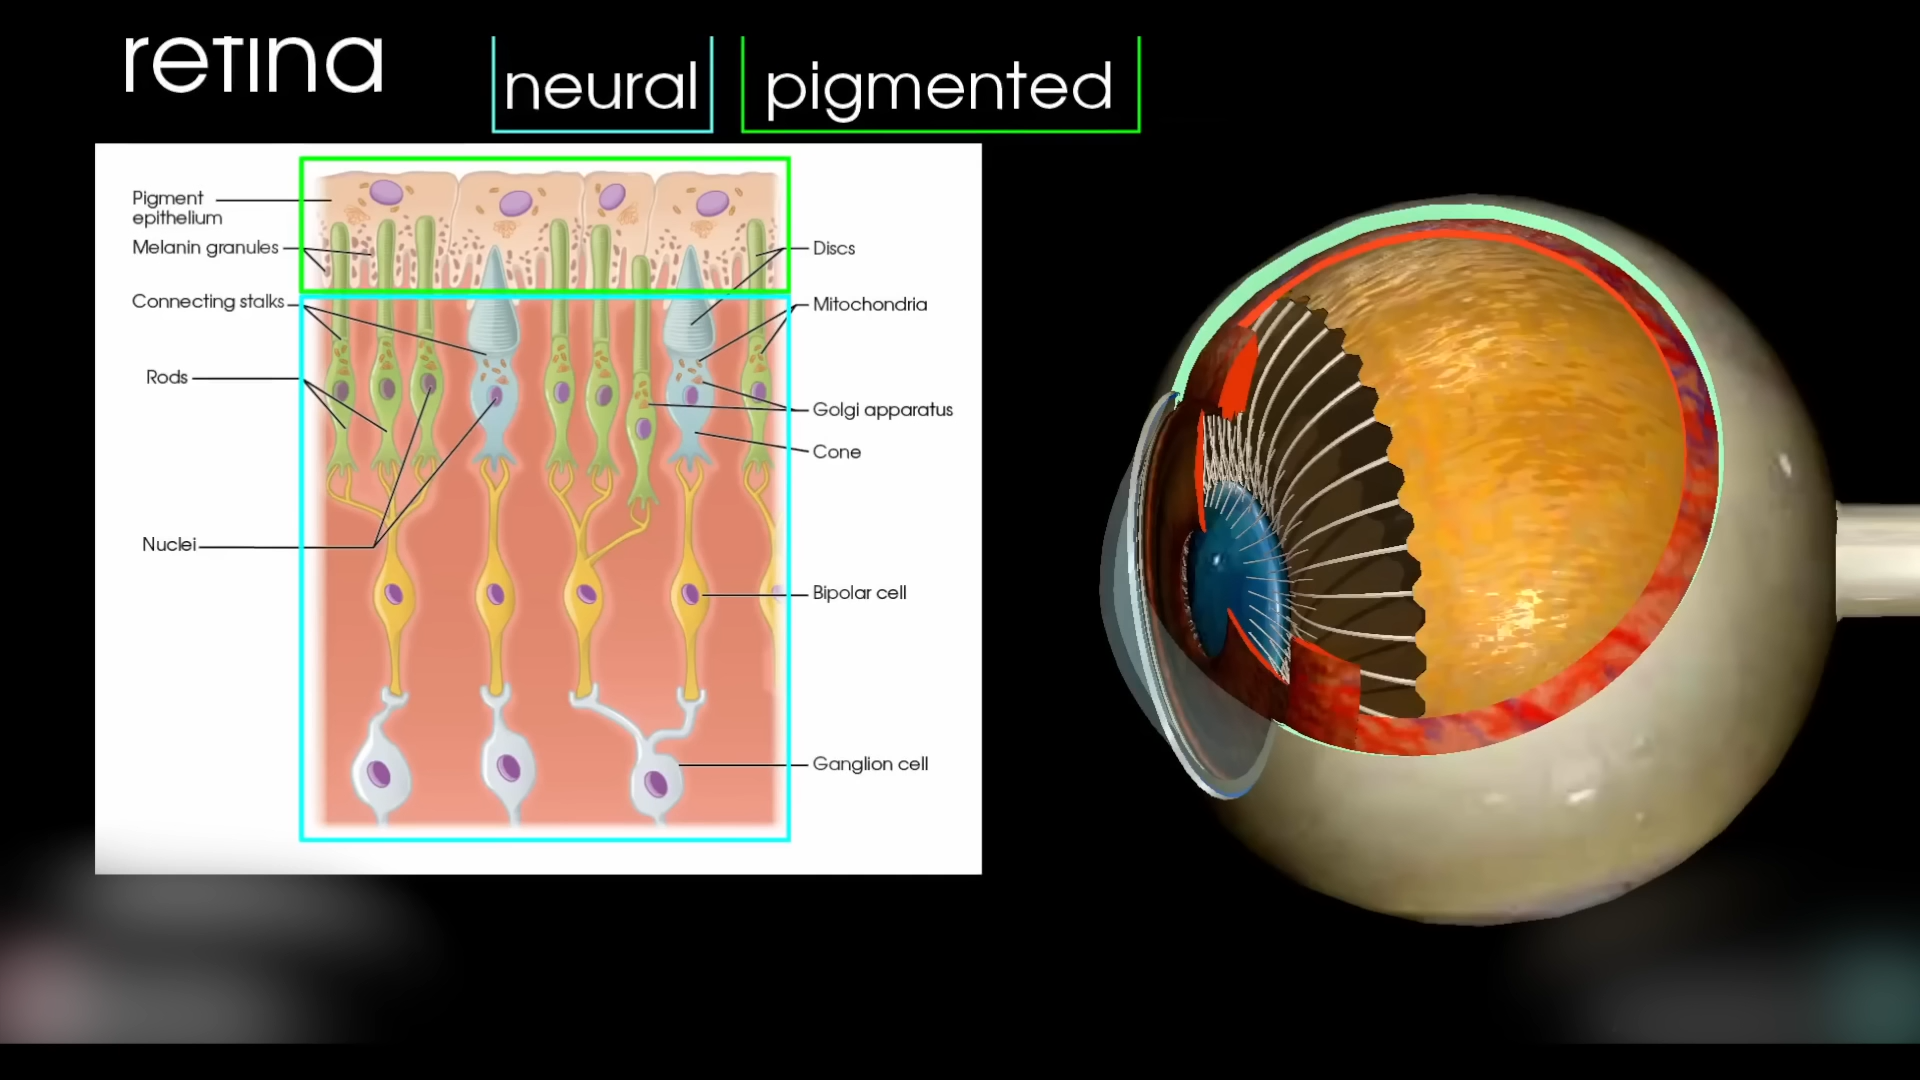 retina
neural
pigmented
Pigment
epithelium
Melanin granules
Connecting stalks
Rods
Nuclei
Discs
Mitochondria
Golgi apparatus
Cone
Bipolar cell
Ganglion cell